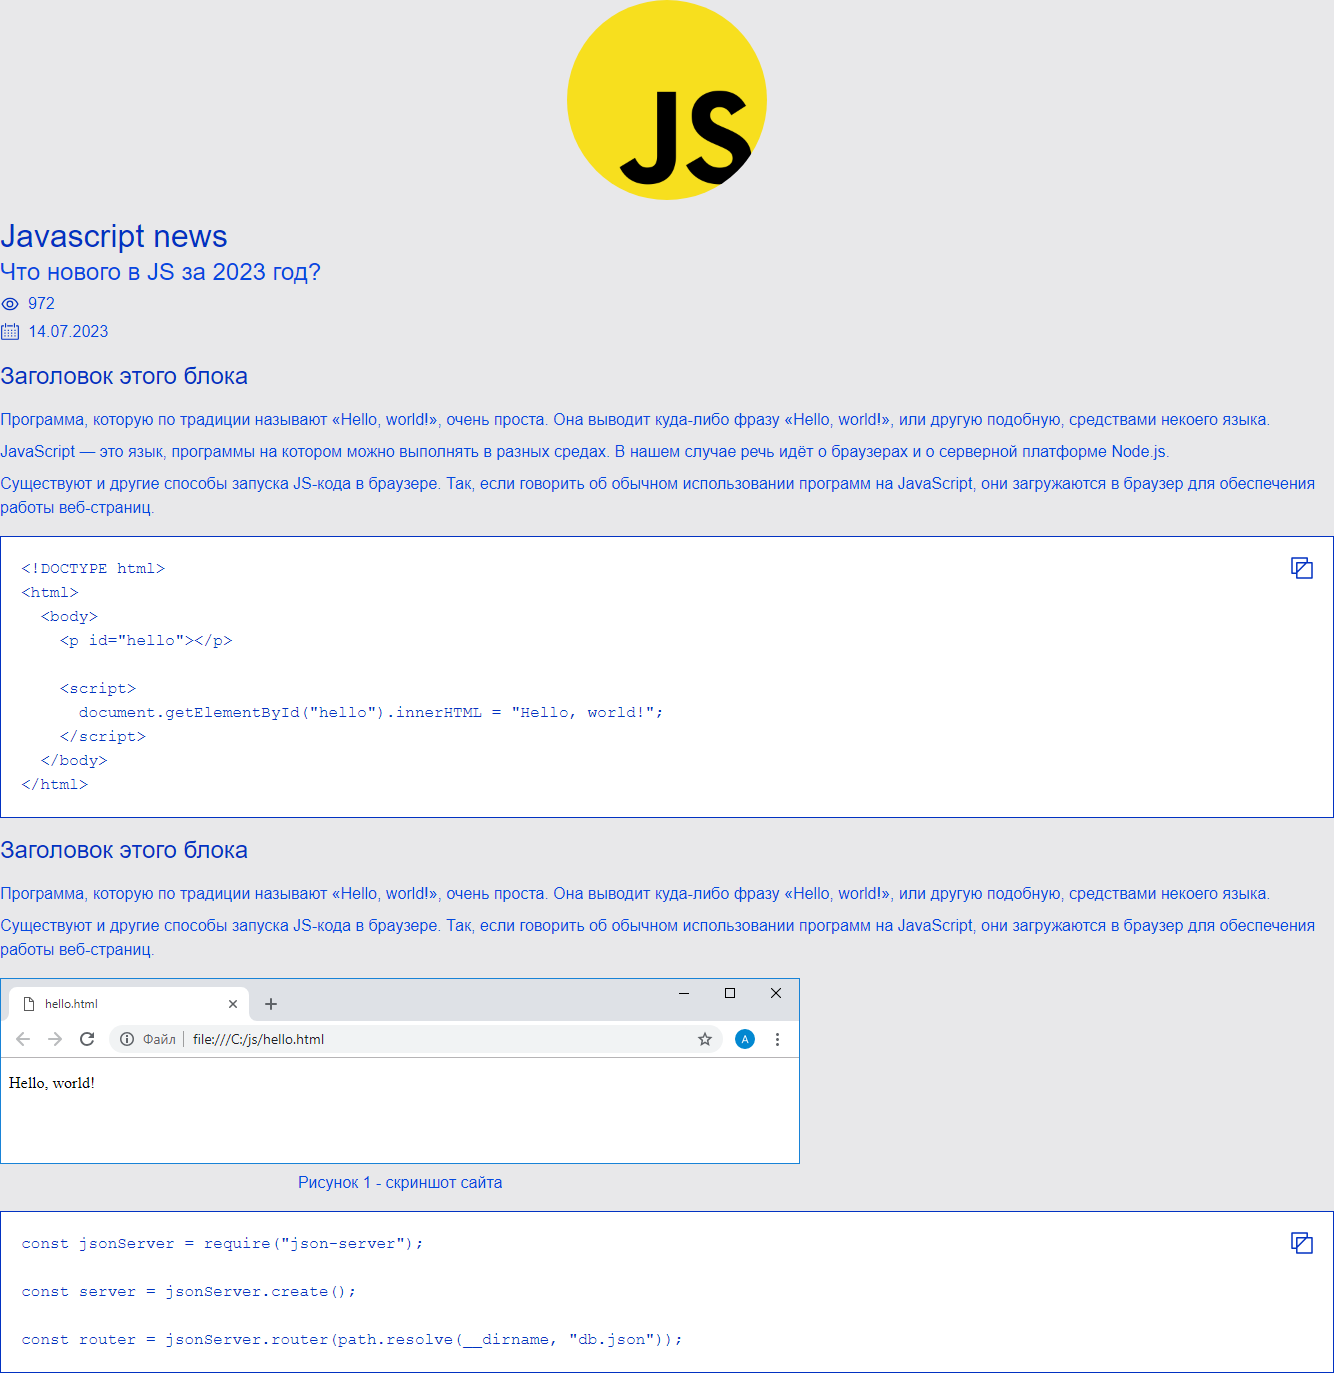 JS
Javascript news
Что нового в JS за 2023 год?
972
14.07.2023
Заголовок этого блока
Программа, которую по традиции называют «Hello, world!», очень проста. Она выводит куда-либо фразу «Hello, world!», или другую подобную, средствами некоего языка.
JavaScript — это язык, программы на котором можно выполнять в разных средах. В нашем случае речь идёт о браузерах и о серверной платформе Node.js.
Существуют и другие способы запуска JS-кода в браузере. Так, если говорить об обычном использовании программ на JavaScript, они загружаются в браузер для обеспечения
работы веб-страниц.
<!DOCTYPE html>
<html>
  <body>
    <p id="hello"></p>

    <script>
      document.getElementById("hello").innerHTML = "Hello, world!";
    </script>
  </body>
</html>
Заголовок этого блока
Программа, которую по традиции называют «Hello, world!», очень проста. Она выводит куда-либо фразу «Hello, world!», или другую подобную, средствами некоего языка.
Существуют и другие способы запуска JS-кода в браузере. Так, если говорить об обычном использовании программ на JavaScript, они загружаются в браузер для обеспечения
работы веб-страниц.
hello.html
Файл | file:///C:/js/hello.html
A
Hello, world!
Рисунок 1 - скриншот сайта
const jsonServer = require("json-server");

const server = jsonServer.create();

const router = jsonServer.router(path.resolve(__dirname, "db.json"));